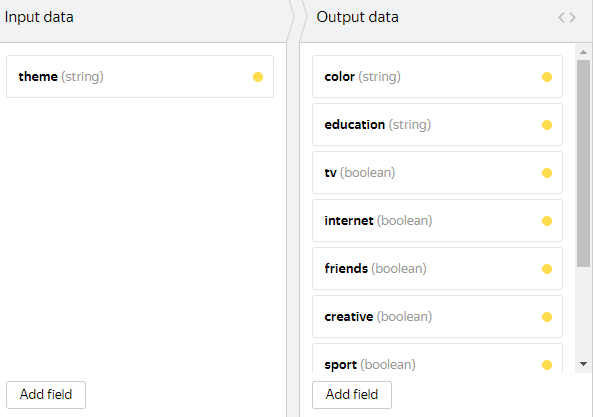 Input data
theme (string)
Add field
Output data
color (string)
education (string)
tv (boolean)
internet (boolean)
friends (boolean)
creative (boolean)
sport (boolean)
Add field